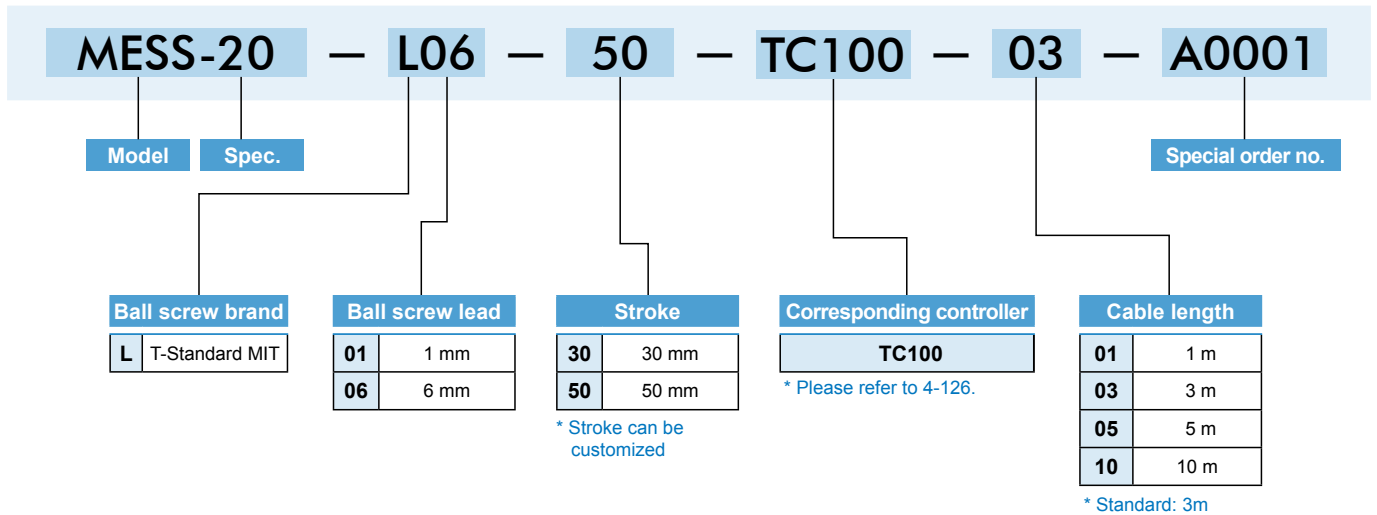 MESS-20 — L06 — 50 — TC100 — 03 — A0001
Model Spec. Special order no.
Ball screw brand
L T-Standard MIT
Ball screw lead
01 1 mm
06 6 mm
Stroke
30 30 mm
50 50 mm
* Stroke can be
customized
Corresponding controller
TC100
* Please refer to 4-126.
Cable length
01 1 m
03 3 m
05 5 m
10 10 m
* Standard: 3m